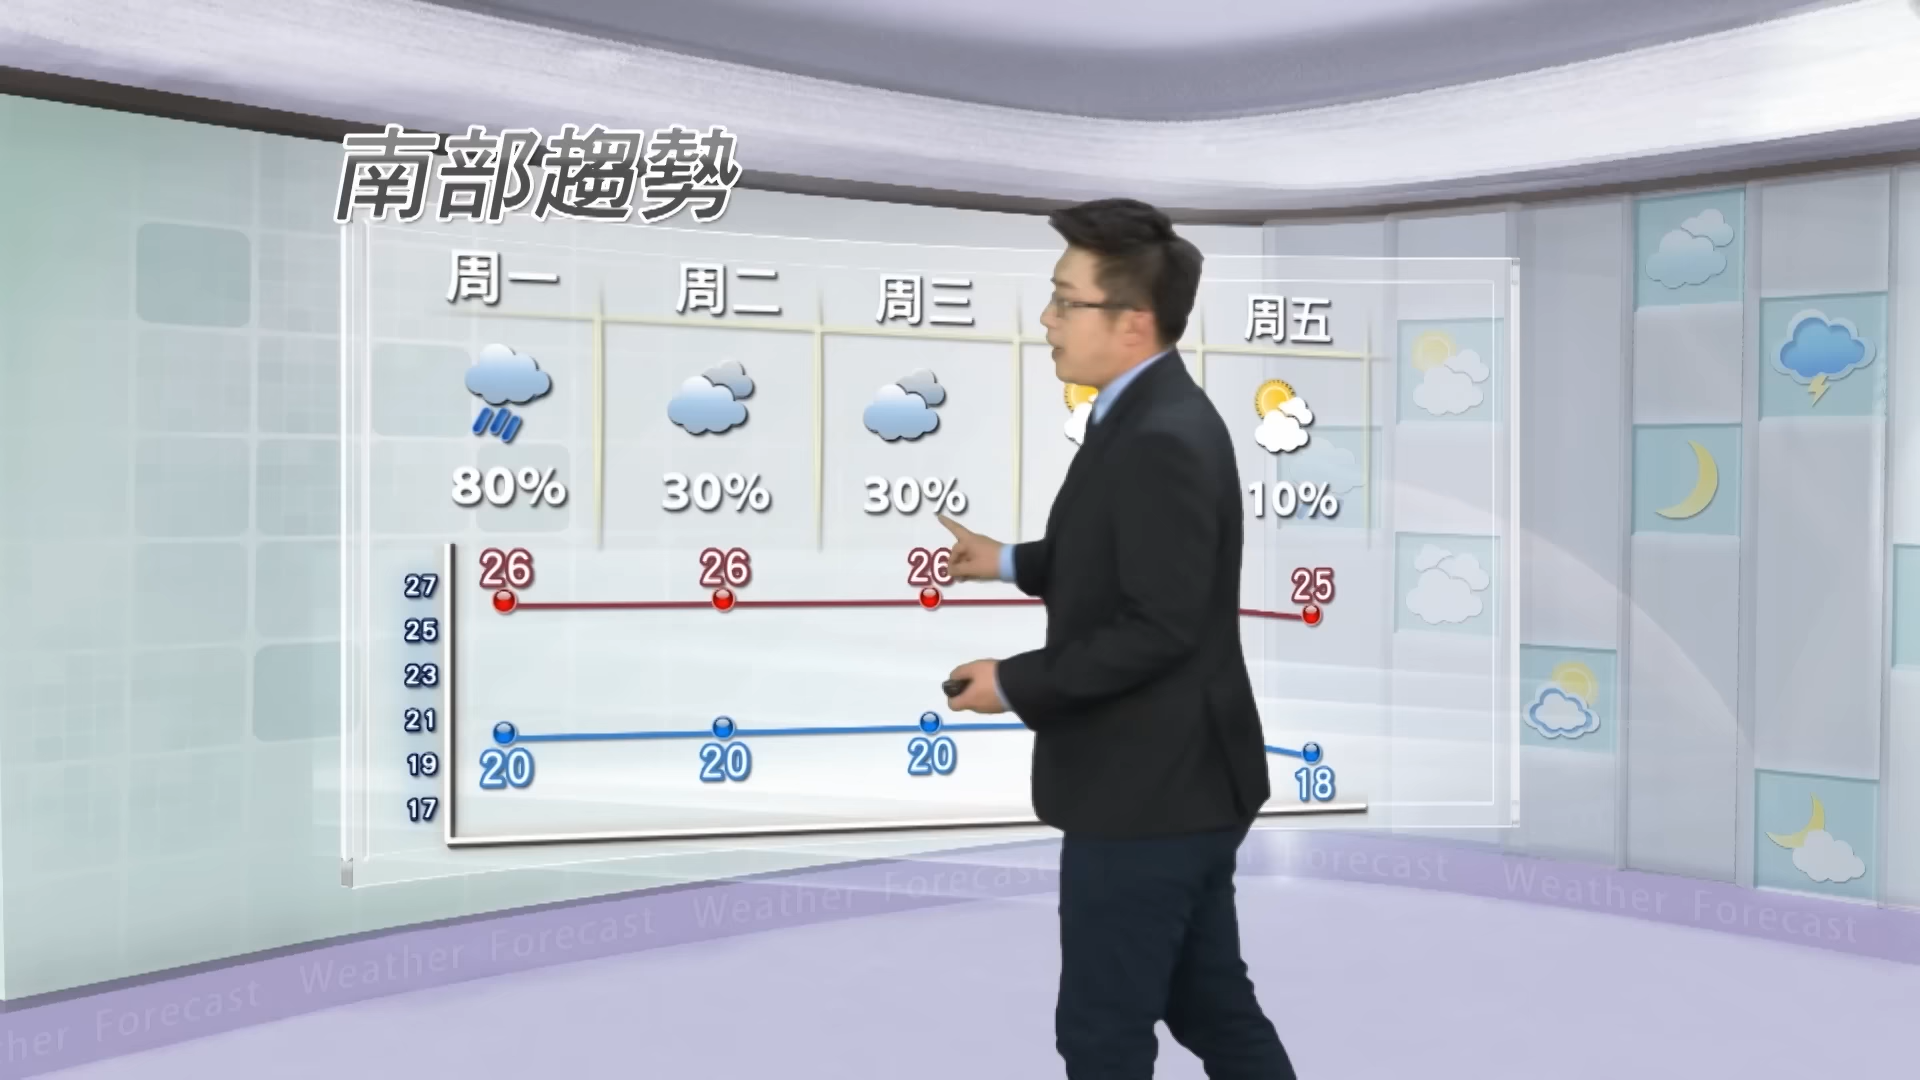 南部趨勢
周一 周二 周三 周五
80% 30% 30% 10%
26 26 26 25
27
25
23
21
19
17
20 20 20 18
Forecast Weather Forecast Weather Forecast Weather Forecast